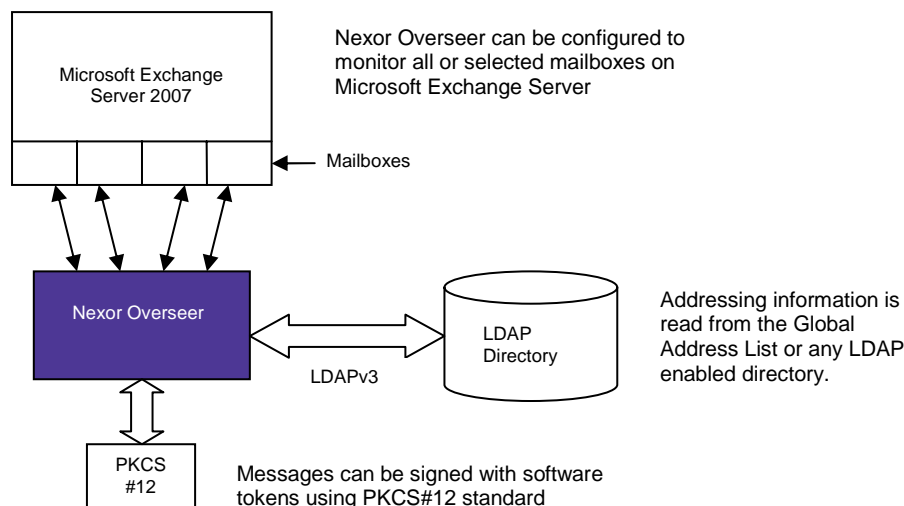 Nexor Overseer can be configured to
monitor all or selected mailboxes on
Microsoft Exchange Server
Microsoft Exchange
Server 2007
Mailboxes
Nexor Overseer
LDAP
Directory
LDAPv3
Addressing information is
read from the Global
Address List or any LDAP
enabled directory.
PKCS
#12
Messages can be signed with software
tokens using PKCS#12 standard